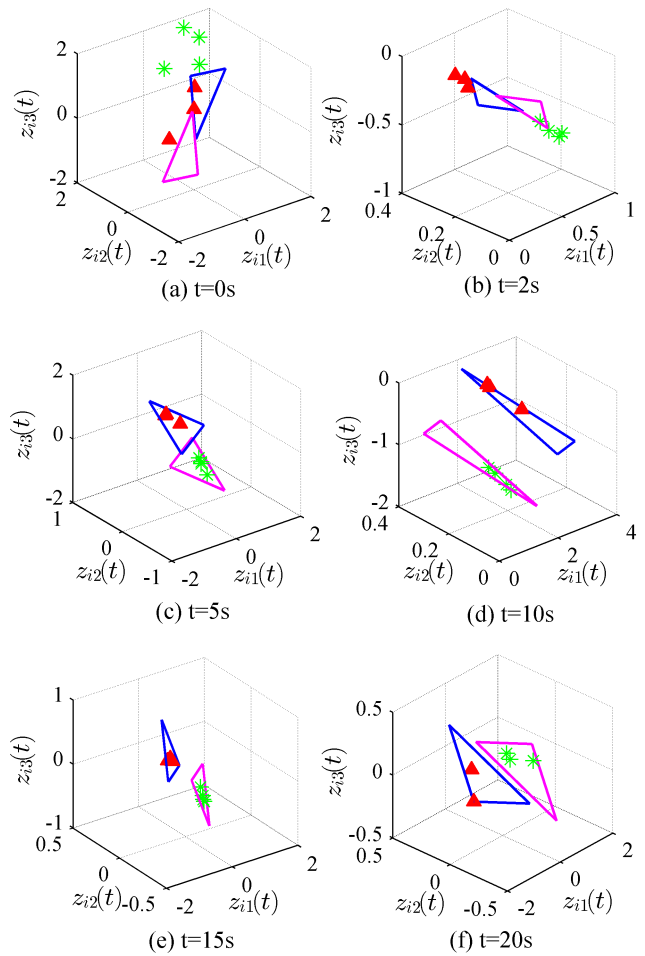 2
0
-2
z_{i3}(t)
2
0
-2
z_{i2}(t)
-2
0
2
z_{i1}(t)
(a) t=0s
0
-0.5
-1
z_{i3}(t)
0.4
0.2
0
z_{i2}(t)
0
0.5
1
z_{i1}(t)
(b) t=2s
2
0
-2
z_{i3}(t)
1
0
-1
z_{i2}(t)
-2
0
2
z_{i1}(t)
(c) t=5s
0
-1
-2
z_{i3}(t)
0.4
0.2
0
z_{i2}(t)
0
2
4
z_{i1}(t)
(d) t=10s
1
0
-1
z_{i3}(t)
0.5
0
-0.5
z_{i2}(t)
-2
0
2
z_{i1}(t)
(e) t=15s
0.5
0
-0.5
z_{i3}(t)
0.5
0
-0.5
z_{i2}(t)
-2
0
2
z_{i1}(t)
(f) t=20s